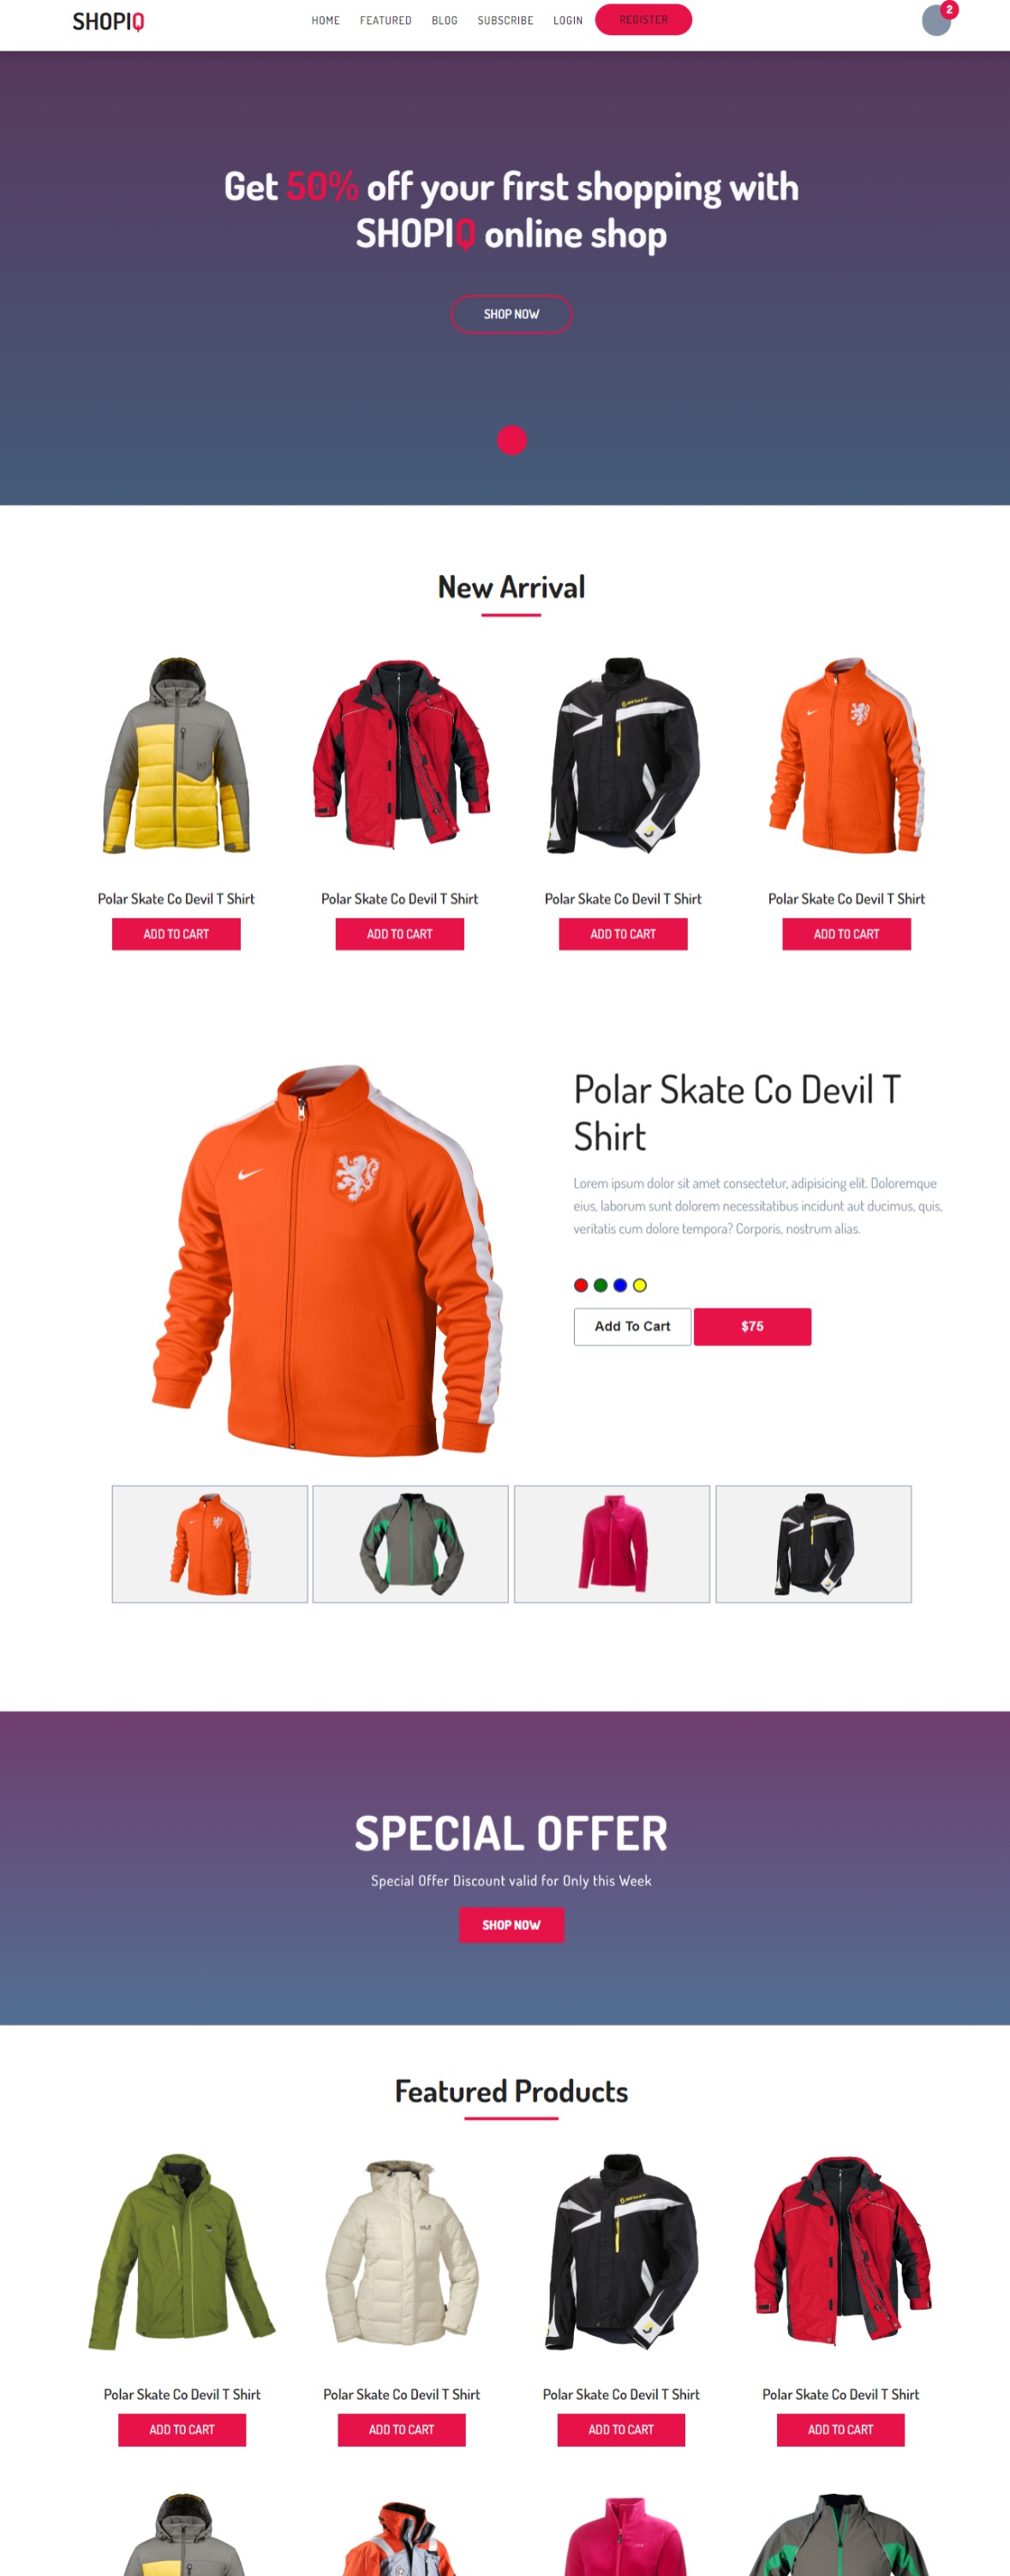 SHOPIQ
HOME FEATURED BLOG SUBSCRIBE LOGIN REGISTER
2
Get 50% off your first shopping with
SHOPIQ online shop
SHOP NOW
New Arrival
SCOTT
Polar Skate Co Devil T Shirt
ADD TO CART
Polar Skate Co Devil T Shirt
ADD TO CART
Polar Skate Co Devil T Shirt
ADD TO CART
Polar Skate Co Devil T Shirt
ADD TO CART
Polar Skate Co Devil T
Shirt
Lorem ipsum dolor sit amet consectetur, adipisicing elit. Doloremque
eius, laborum sunt dolorem necessitatibus incidunt aut ducimus, quis,
veritatis cum dolore tempora? Corporis, nostrum alias.
Add To Cart
$75
SPECIAL OFFER
Special Offer Discount valid for Only this Week
SHOP NOW
Featured Products
SCOTT
Polar Skate Co Devil T Shirt
ADD TO CART
Polar Skate Co Devil T Shirt
ADD TO CART
Polar Skate Co Devil T Shirt
ADD TO CART
Polar Skate Co Devil T Shirt
ADD TO CART